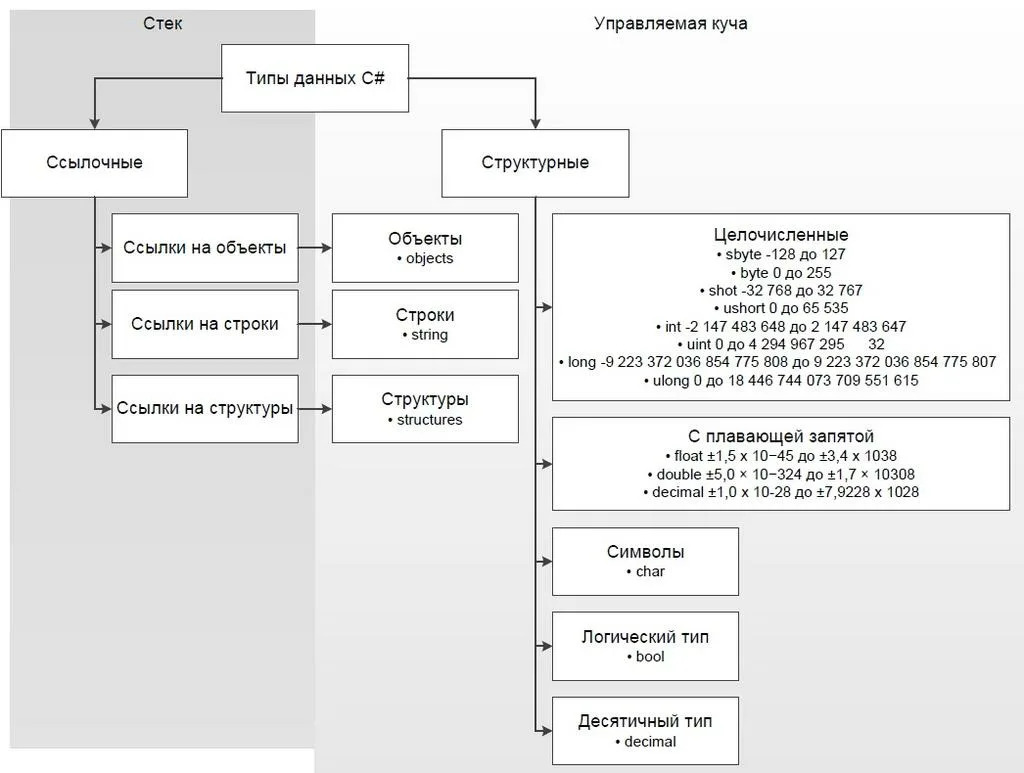 Стек
Управляемая куча
Типы данных C#
Ссылочные
Структурные
Ссылки на объекты
Объекты
• objects
Ссылки на строки
Строки
• string
Ссылки на структуры
Структуры
• structures
Целочисленные
• sbyte -128 до 127
• byte 0 до 255
• shot -32 768 до 32 767
• ushort 0 до 65 535
• int -2 147 483 648 до 2 147 483 647
• uint 0 до 4 294 967 295 32
• long -9 223 372 036 854 775 808 до 9 223 372 036 854 775 807
• ulong 0 до 18 446 744 073 709 551 615
С плавающей запятой
• float ±1,5 x 10−45 до ±3,4 x 1038
• double ±5,0 × 10−324 до ±1,7 × 10308
• decimal ±1,0 x 10-28 до ±7,9228 x 1028
Символы
• char
Логический тип
• bool
Десятичный тип
• decimal